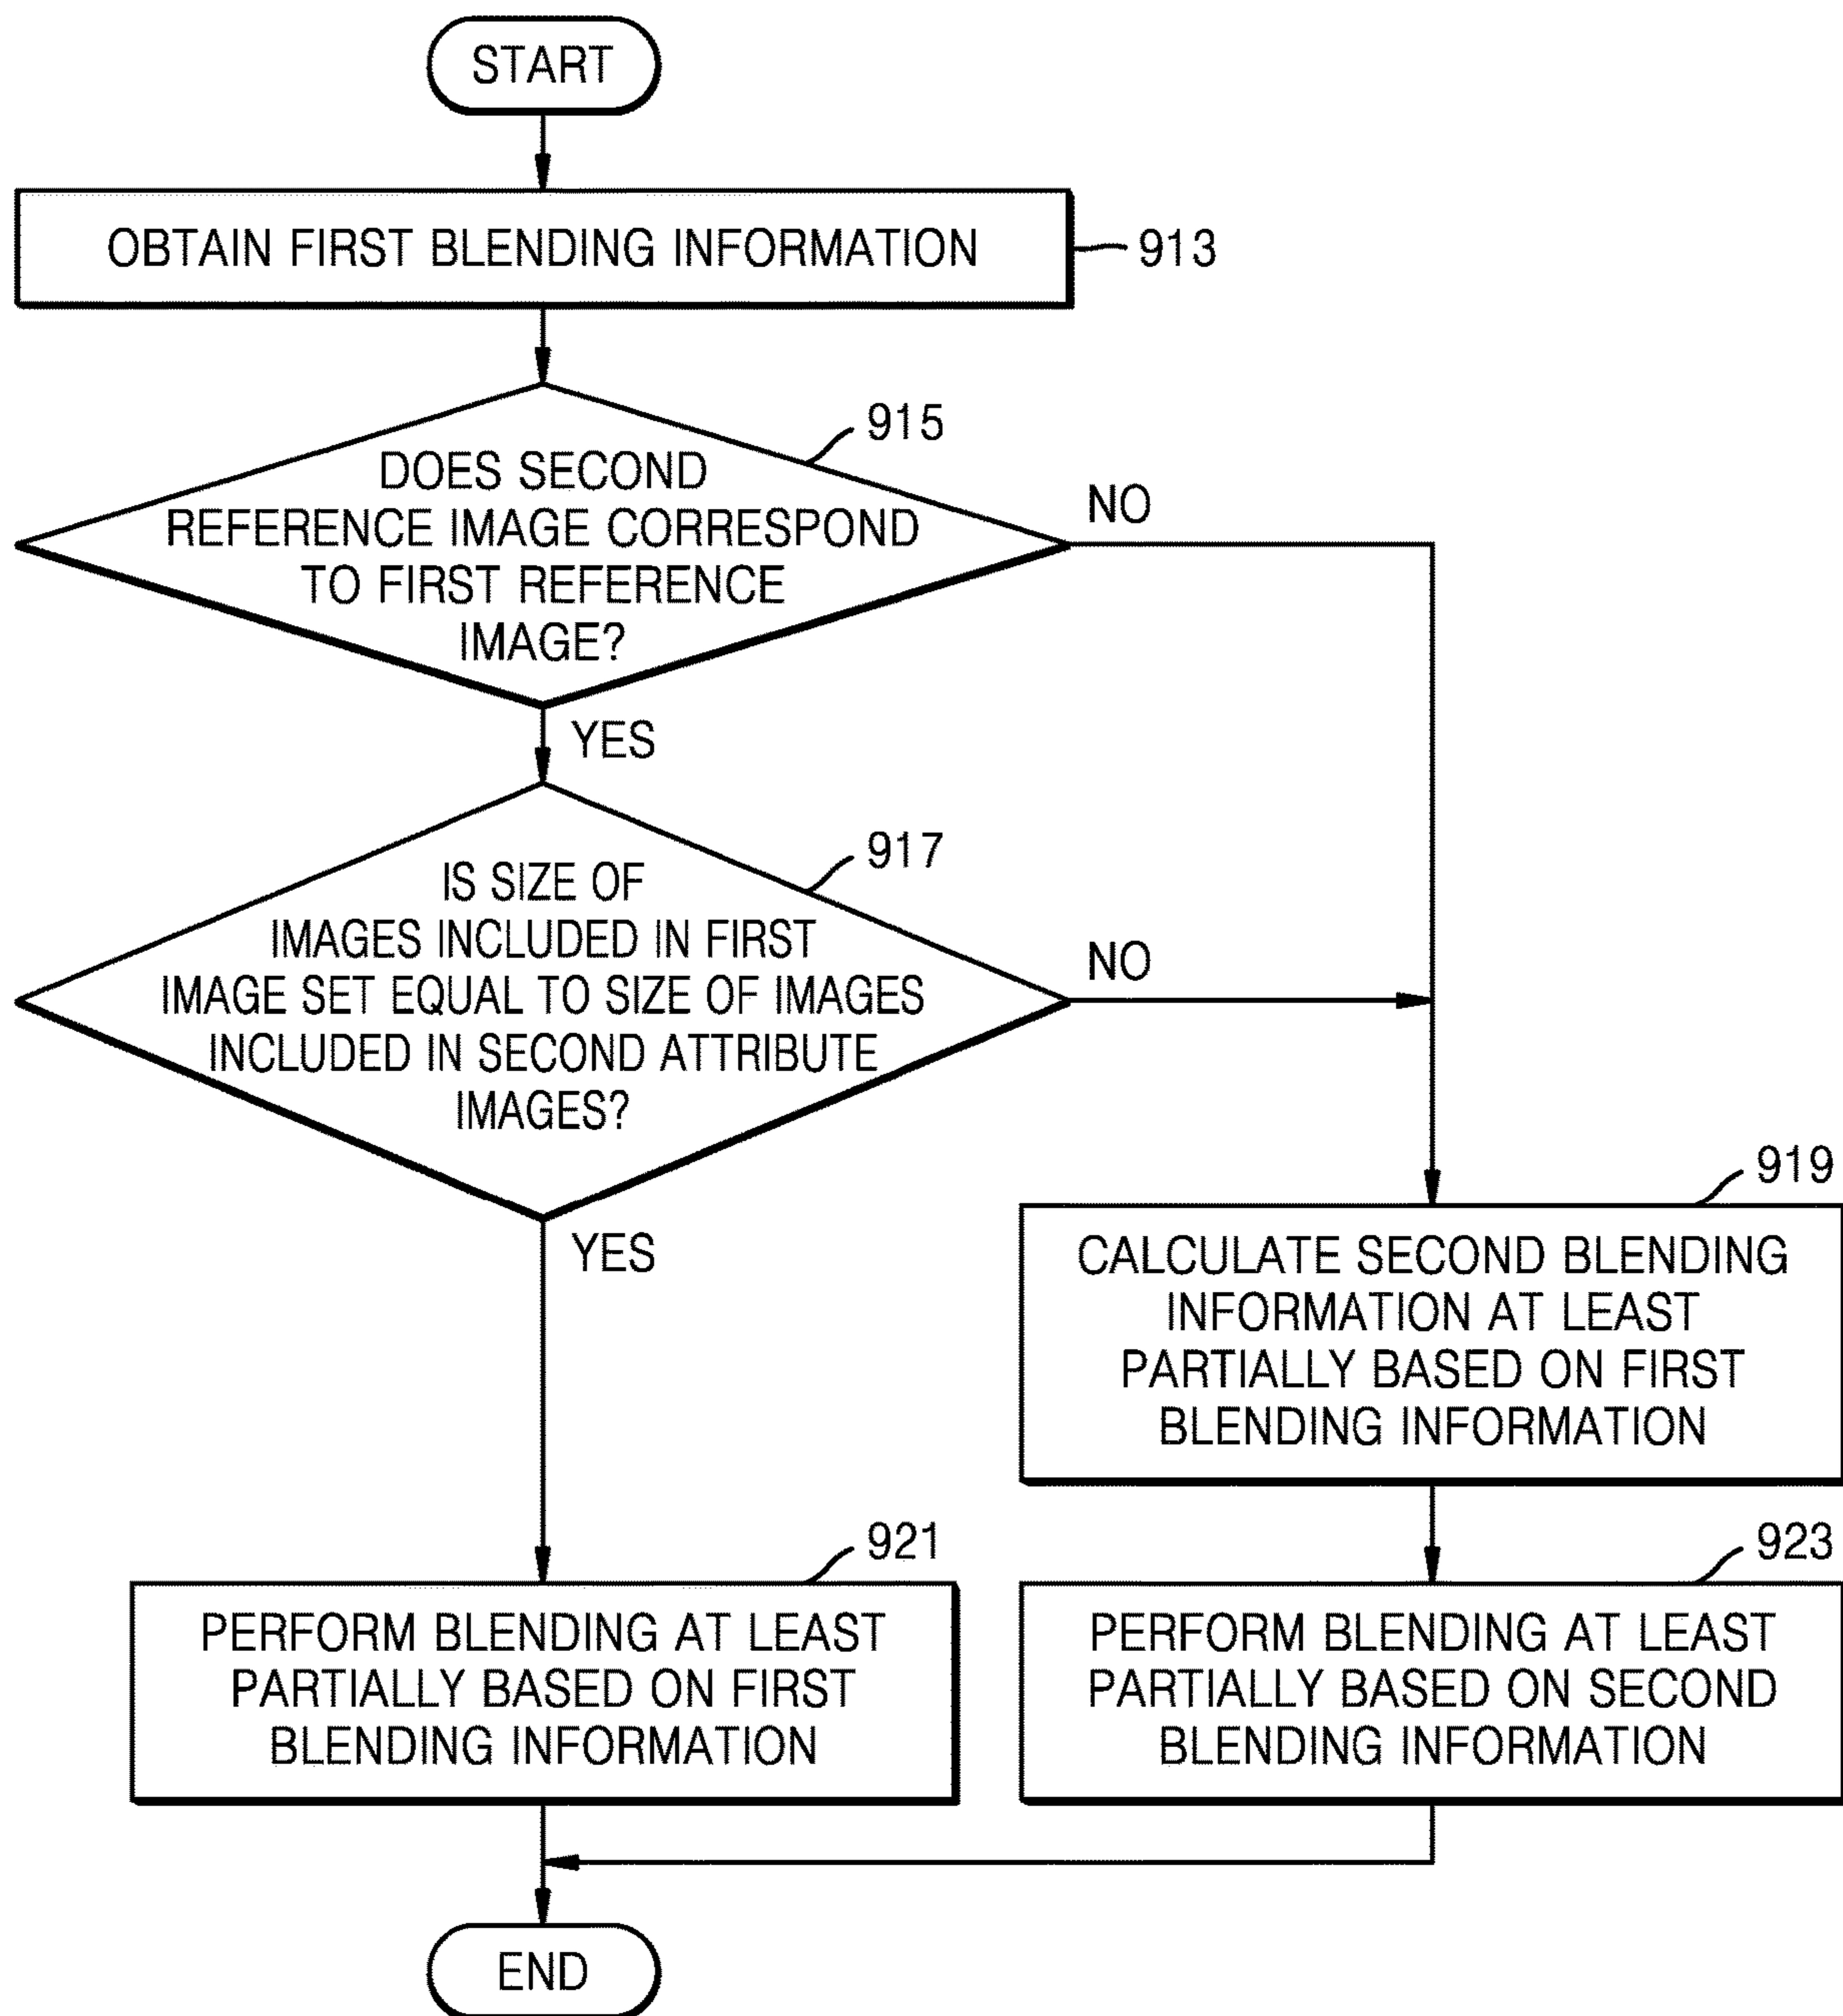 START
OBTAIN FIRST BLENDING INFORMATION
913
915
DOES SECOND
REFERENCE IMAGE CORRESPOND
TO FIRST REFERENCE
IMAGE?
NO
YES
917
IS SIZE OF
IMAGES INCLUDED IN FIRST
IMAGE SET EQUAL TO SIZE OF IMAGES
INCLUDED IN SECOND ATTRIBUTE
IMAGES?
NO
YES
919
CALCULATE SECOND BLENDING
INFORMATION AT LEAST
PARTIALLY BASED ON FIRST
BLENDING INFORMATION
921
PERFORM BLENDING AT LEAST
PARTIALLY BASED ON FIRST
BLENDING INFORMATION
923
PERFORM BLENDING AT LEAST
PARTIALLY BASED ON SECOND
BLENDING INFORMATION
END